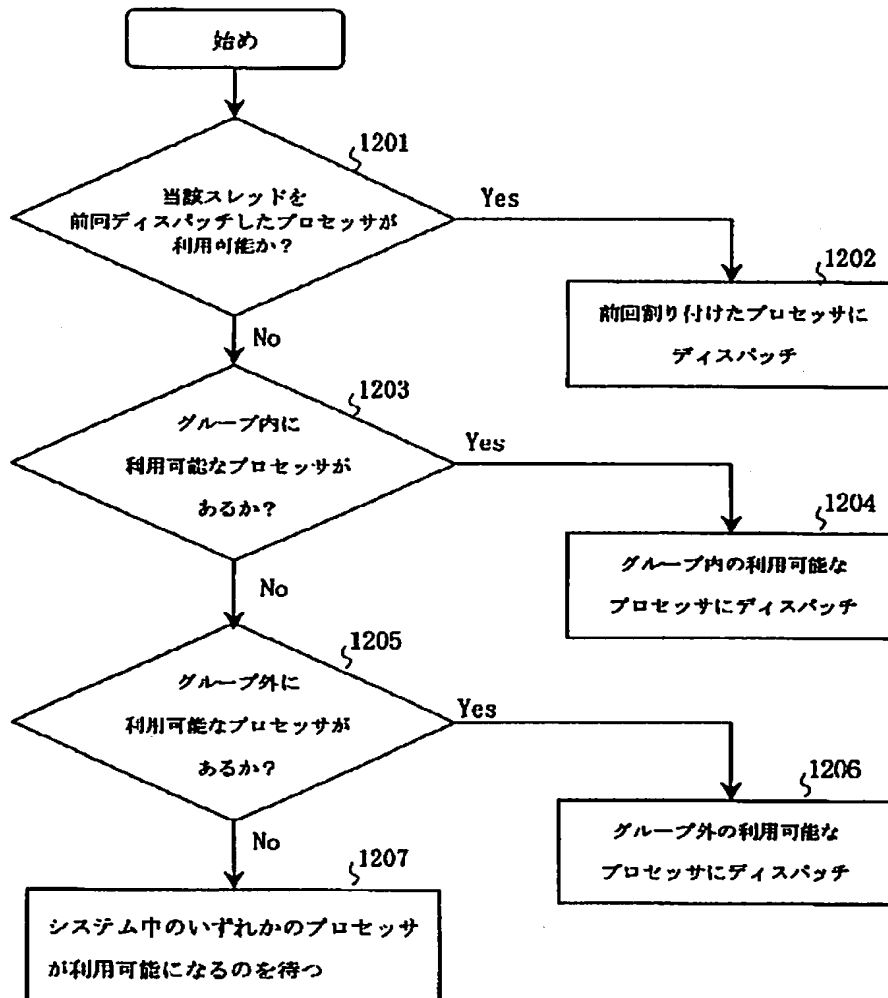 始め
1201
当該スレッドを
前回ディスパッチしたプロセッサが
利用可能か?
Yes
1202
前回割り付けたプロセッサに
ディスパッチ
No
1203
グループ内に
利用可能なプロセッサが
あるか?
Yes
1204
グループ内の利用可能な
プロセッサにディスパッチ
No
1205
グループ外に
利用可能なプロセッサが
あるか?
Yes
1206
グループ外の利用可能な
プロセッサにディスパッチ
No
1207
システム中のいずれかのプロセッサ
が利用可能になるのを待つ